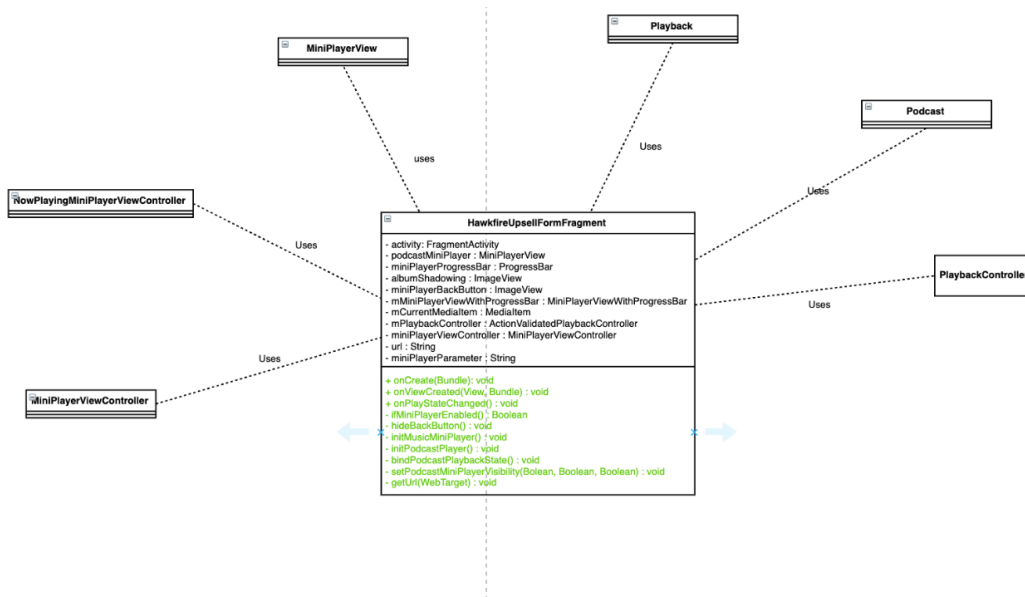 Playback
MiniPlayerView
Podcast
uses
Uses
Uses
NowPlayingMiniPlayerViewController
HawkfireUpsellFormFragment
Uses
- activity: FragmentActivity
- podcastMiniPlayer : MiniPlayerView
- miniPlayerProgressBar : ProgressBar
- albumShadowing : ImageView
- miniPlayerBackButton : ImageView
- mMiniPlayerViewWithProgressBar : MiniPlayerViewWithProgressBar
- mCurrentMediaItem : MediaItem
- mPlaybackController : ActionValidatedPlaybackController
- miniPlayerViewController : MiniPlayerViewController
- url : String
- miniPlayerParameter : String
PlaybackController
Uses
Uses
+ onCreate(Bundle): void
+ onViewCreated(View, Bundle) : void
+ onPlayStateChanged() : void
- ifMiniPlayerEnabled() : Boolean
- hideBackButton() : void
- initMusicMiniPlayer() : void
- initPodcastPlayer() : void
- bindPodcastPlaybackState() : void
- setPodcastMiniPlayerVisibility(Bolean, Boolean, Boolean) : void
- getUrl(WebTarget) : void
MiniPlayerViewController